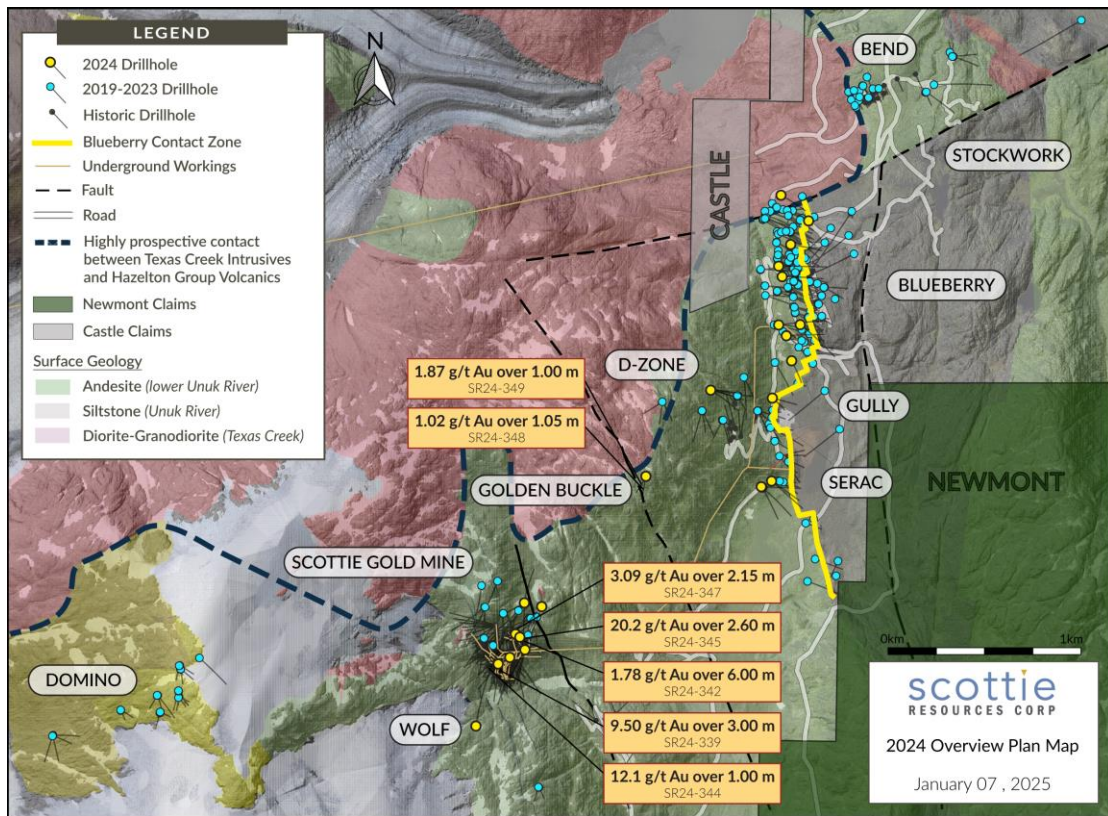 LEGEND
2024 Drillhole
2019-2023 Drillhole
Historic Drillhole
Blueberry Contact Zone
Underground Workings
Fault
Road
Highly prospective contact
between Texas Creek Intrusives
and Hazelton Group Volcanics
Newmont Claims
Castle Claims
Surface Geology
Andesite (lower Unuk River)
Siltstone (Unuk River)
Diorite-Granodiorite (Texas Creek)
N
BEND
STOCKWORK
CASTLE
BLUEBERRY
D-ZONE
1.87 g/t Au over 1.00 m
SR24-349
1.02 g/t Au over 1.05 m
SR24-348
GULLY
GOLDEN BUCKLE
SERAC
NEWMONT
SCOTTIE GOLD MINE
3.09 g/t Au over 2.15 m
SR24-347
20.2 g/t Au over 2.60 m
SR24-345
1.78 g/t Au over 6.00 m
SR24-342
9.50 g/t Au over 3.00 m
SR24-339
12.1 g/t Au over 1.00 m
SR24-344
DOMINO
WOLF
0km 1km
scottie
RESOURCES CORP
2024 Overview Plan Map
January 07 , 2025